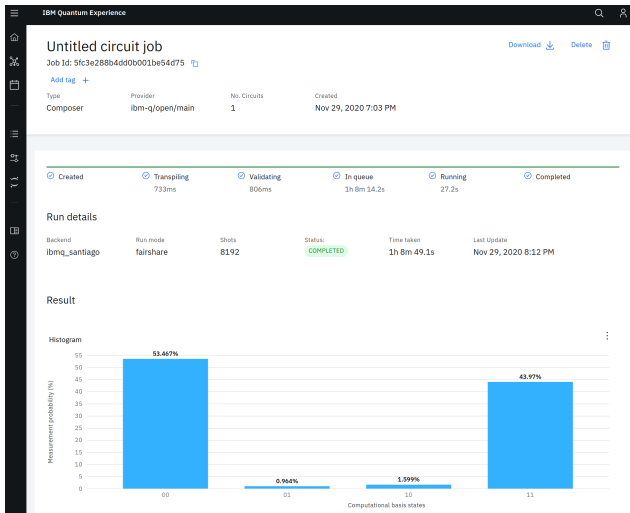 IBM Quantum Experience
Untitled circuit job
Download
Delete
Job Id: 5fc3e288b4dd0b001be54d75
Add tag +
Type Provider No. Circuits Created
Composer ibm-q/open/main 1 Nov 29, 2020 7:03 PM
Created Transpiling Validating In queue Running Completed
733ms 806ms 1h 8m 14.2s 27.2s
Run details
Backend Run mode Shots Status: Time taken Last Update
ibmq_santiago fairshare 8192 COMPLETED 1h 8m 49.1s Nov 29, 2020 8:12 PM
Result
Histogram
Measurement probability (%)
55
50
45
40
35
30
25
20
15
10
5
0
53.467%
0.964%
1.599%
43.97%
00 01 10 11
Computational basis states